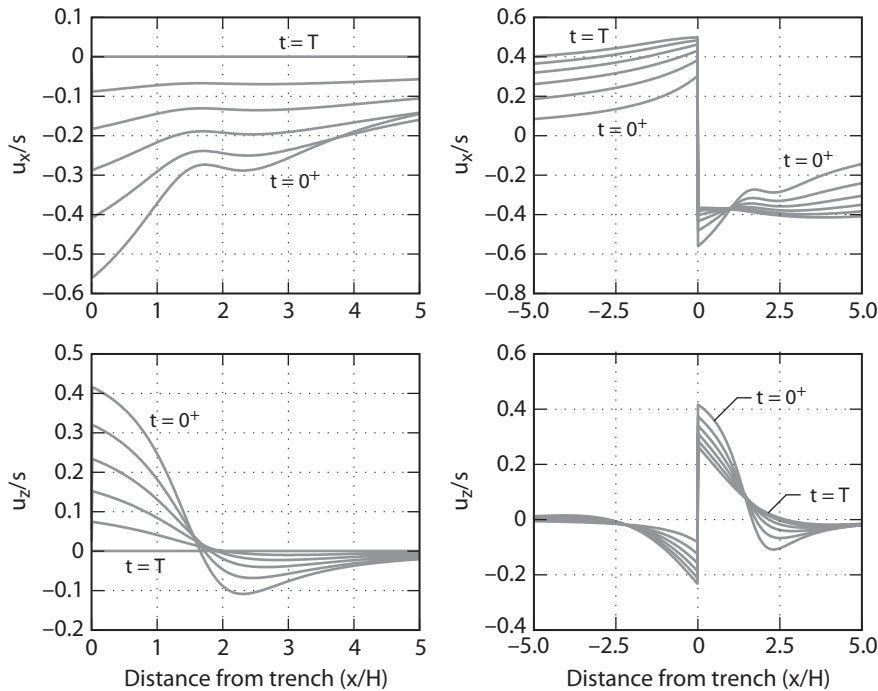 0.1
0
−0.1
−0.2
−0.3
−0.4
−0.5
−0.6
u_x/s
t = T
t = 0⁺
0 1 2 3 4 5
0.6
0.4
0.2
0
−0.2
−0.4
−0.6
−0.8
u_x/s
t = T
t = 0⁺
t = 0⁺
−5.0 −2.5 0 2.5 5.0
0.5
0.4
0.3
0.2
0.1
0
−0.1
−0.2
u_z/s
t = 0⁺
t = T
0 1 2 3 4 5
Distance from trench (x/H)
0.6
0.4
0.2
0
−0.2
−0.4
u_z/s
t = 0⁺
t = T
−5.0 −2.5 0 2.5 5.0
Distance from trench (x/H)